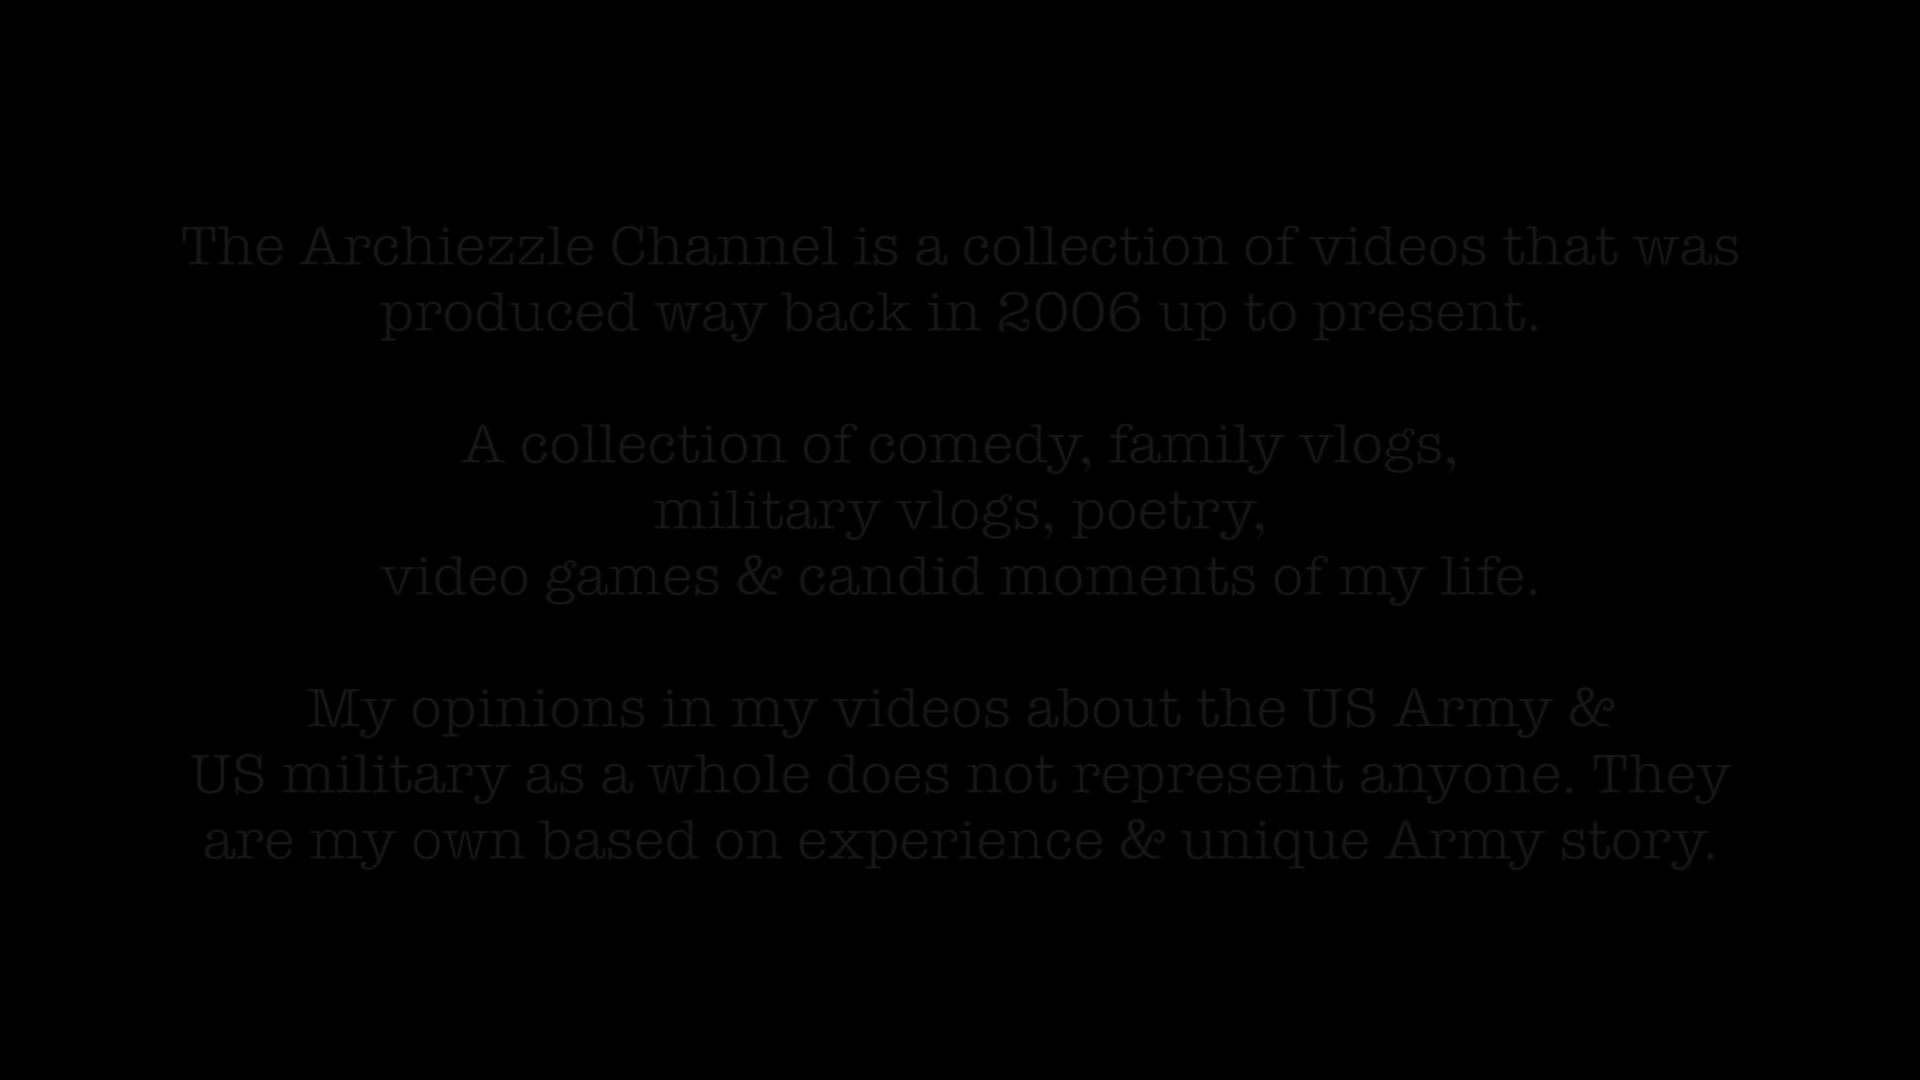 The Archiezzle Channel is a collection of videos that was
produced way back in 2006 up to present.
A collection of comedy, family vlogs,
military vlogs, poetry,
video games & candid moments of my life.
My opinions in my videos about the US Army &
US military as a whole does not represent anyone. They
are my own based on experience & unique Army story.